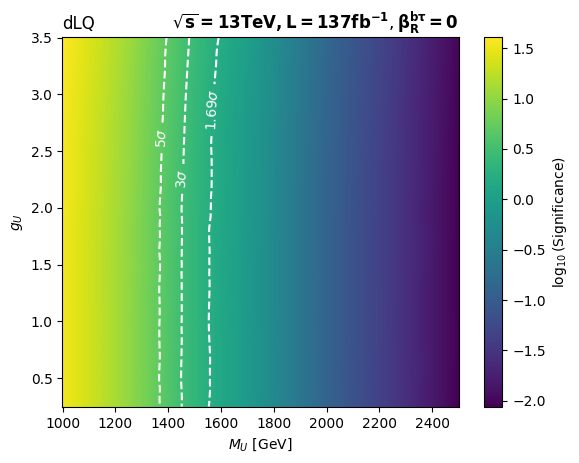 dLQ √s = 13TeV, L = 137fb⁻¹, β_R^{bτ} = 0
3.5
3.0
2.5
2.0
1.5
1.0
0.5
g_U
5σ
3σ
1.69σ
1000 1200 1400 1600 1800 2000 2200 2400
M_U [GeV]
1.5
1.0
0.5
0.0
−0.5
−1.0
−1.5
−2.0
log₁₀(Significance)